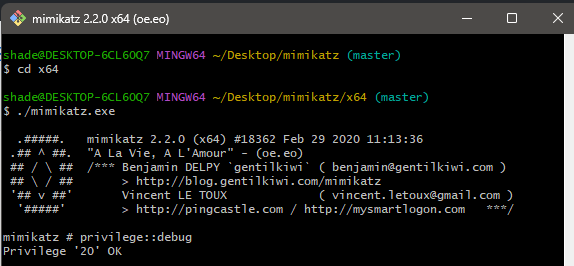 mimikatz 2.2.0 x64 (oe.eo)
shade@DESKTOP-6CL6OQ7 MINGW64 ~/Desktop/mimikatz (master)
$ cd x64
shade@DESKTOP-6CL6OQ7 MINGW64 ~/Desktop/mimikatz/x64 (master)
$ ./mimikatz.exe
  .#####.   mimikatz 2.2.0 (x64) #18362 Feb 29 2020 11:13:36
 .## ^ ##.  "A La Vie, A L'Amour" - (oe.eo)
 ## / \ ##  /*** Benjamin DELPY `gentilkiwi` ( benjamin@gentilkiwi.com )
 ## \ / ##       > http://blog.gentilkiwi.com/mimikatz
 '## v ##'       Vincent LE TOUX             ( vincent.letoux@gmail.com )
  '#####'        > http://pingcastle.com / http://mysmartlogon.com   ***/
mimikatz # privilege::debug
Privilege '20' OK